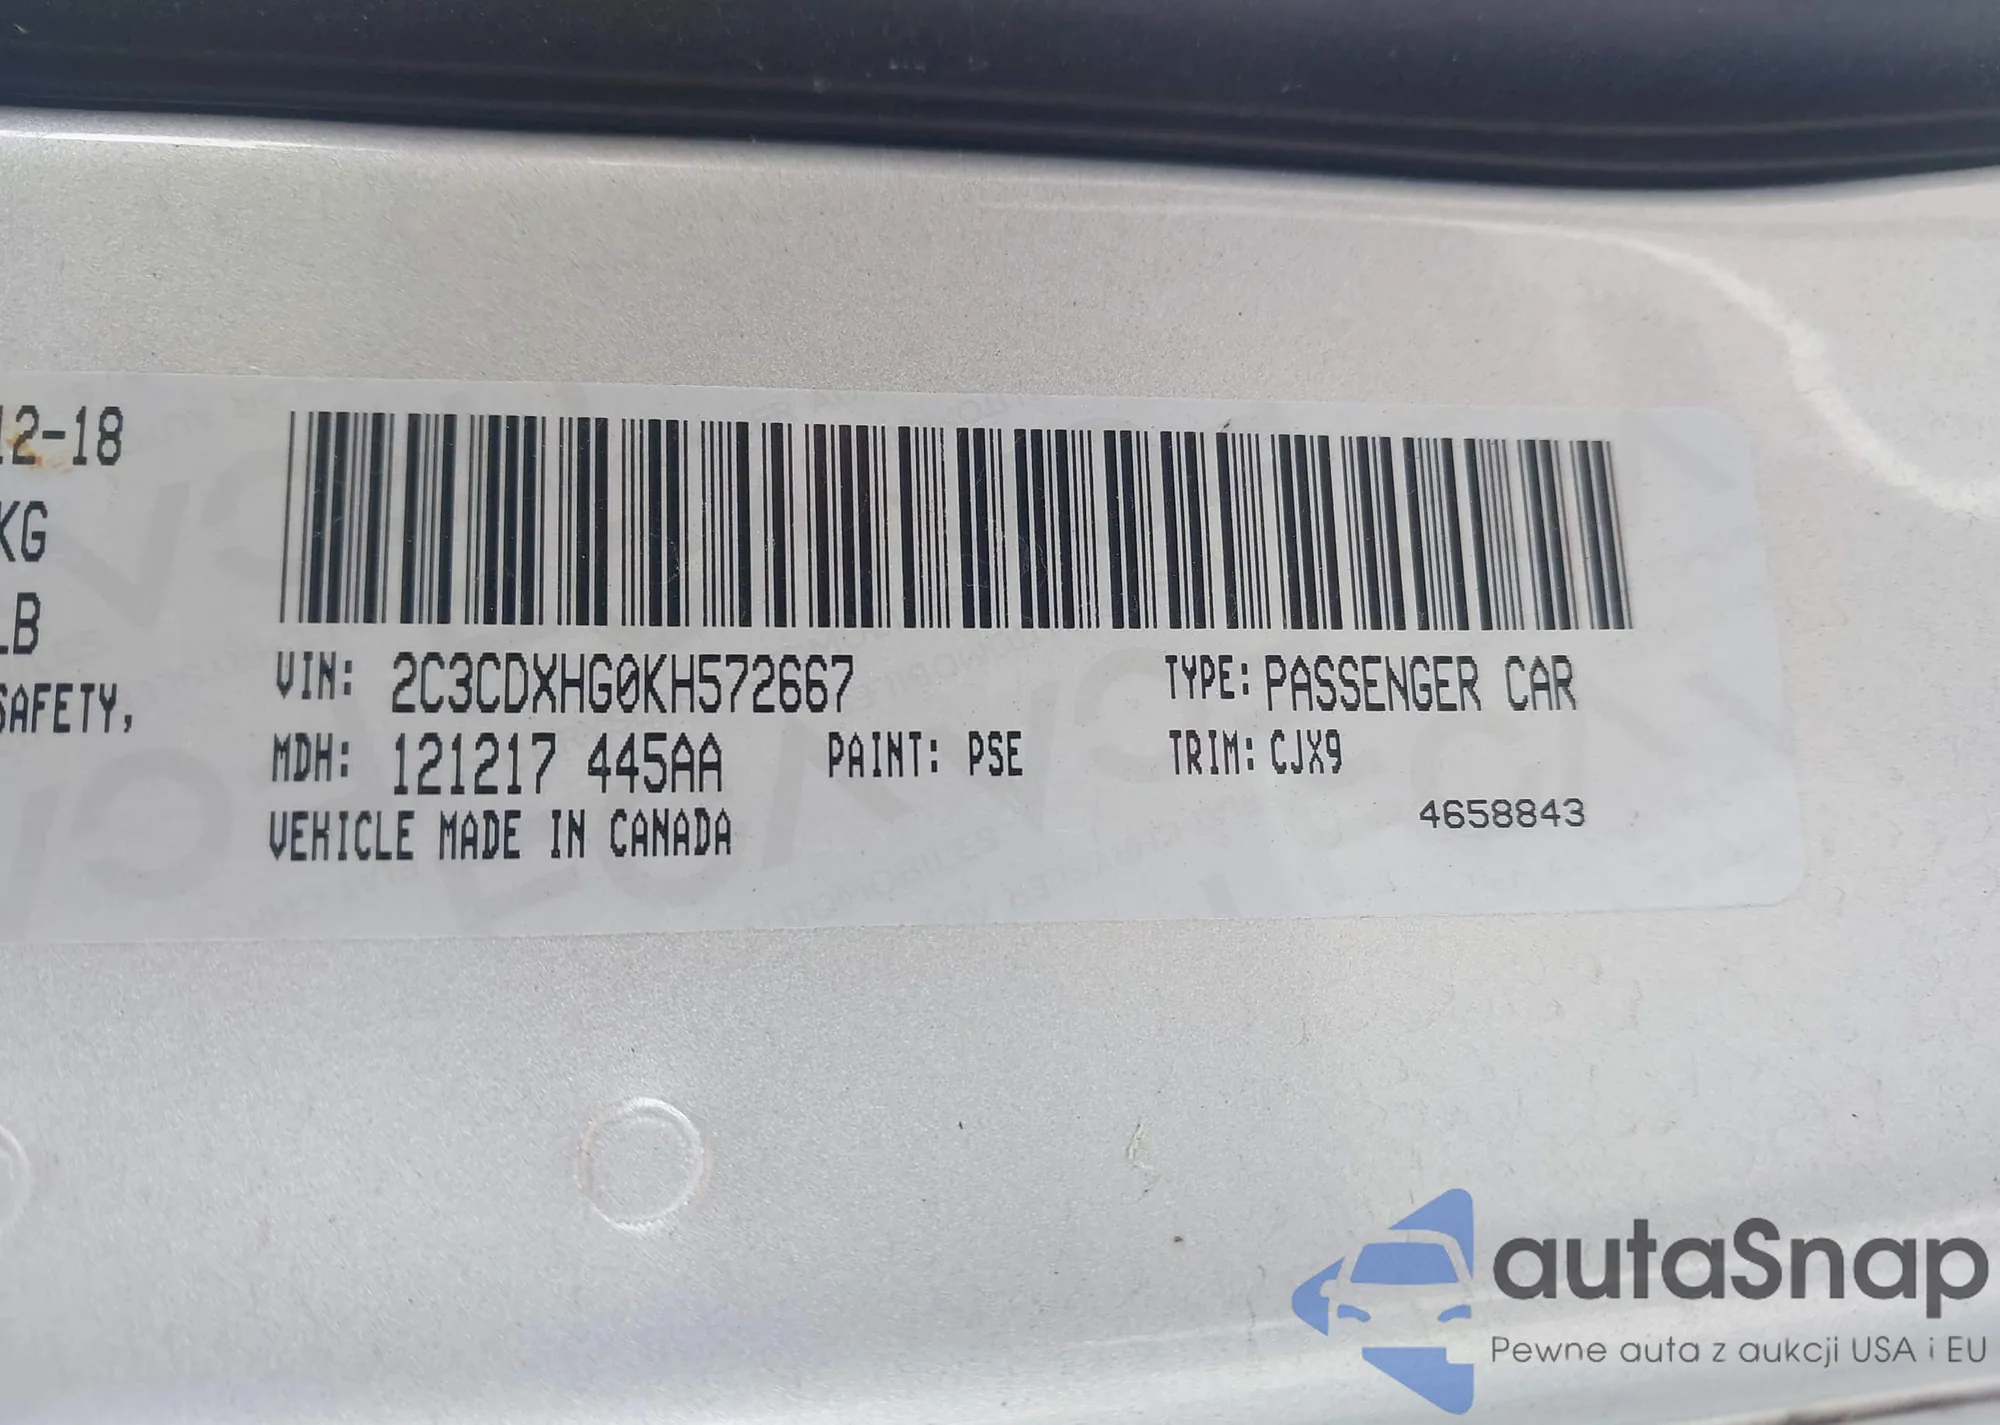 12-18
KG
LB
SAFETY,
VIN: 2C3CDXHG0KH572667
TYPE: PASSENGER CAR
MDH: 121217 445AA
PAINT: PSE
TRIM: CJX9
VEHICLE MADE IN CANADA
4658843
autaSnap
Pewne auta z aukcji USA i EU